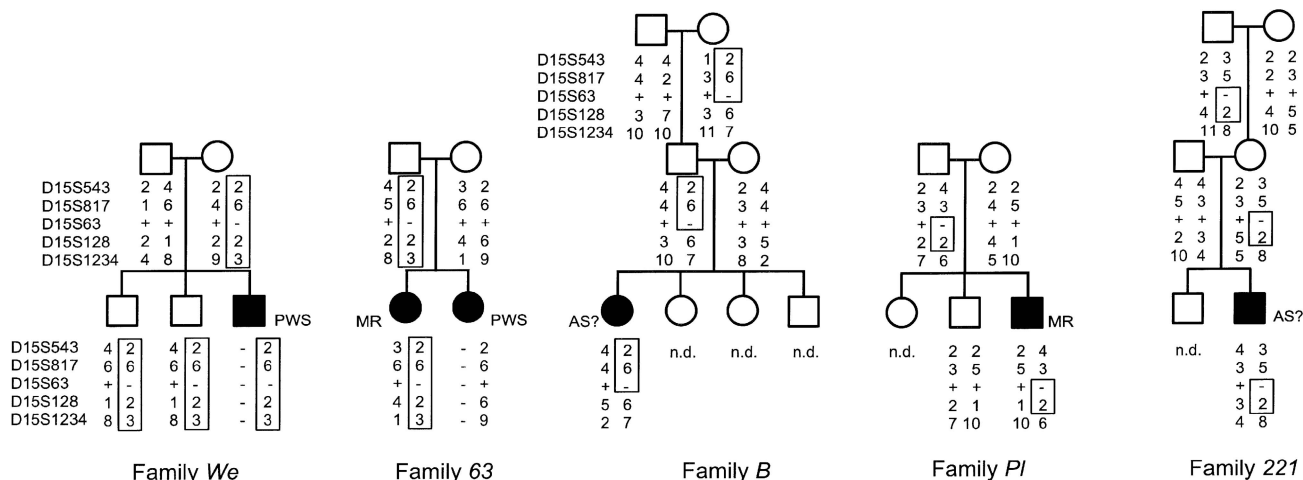 D15S543 2 4 2 2
D15S817 1 6 4 6
D15S63 + + + -
D15S128 2 1 2 2
D15S1234 4 8 9 3
PWS
D15S543 4 2 4 2 - 2
D15S817 6 6 6 6 - 6
D15S63 + - + - - -
D15S128 1 2 1 2 - 2
D15S1234 8 3 8 3 - 3
Family We
4 2 3 2
5 6 6 6
+ - + +
2 2 4 6
8 3 1 9
MR PWS
3 2 - 2
6 6 - 6
+ - - +
4 2 - 6
1 3 - 9
Family 63
D15S543 4 4 1 2
D15S817 4 2 3 6
D15S63 + + + -
D15S128 3 7 3 6
D15S1234 10 10 11 7
4 2 2 4
4 6 3 4
+ - + +
3 6 3 5
10 7 8 2
AS?
4 2 n.d. n.d. n.d.
4 6
+ -
5 6
2 7
Family B
2 4 2 2
3 3 4 5
+ - + +
2 2 4 1
7 6 5 10
MR
n.d. 2 2 2 4
3 5 5 3
+ + + -
2 1 1 2
7 10 10 6
Family Pl
2 3 2 2
3 5 2 3
+ - + +
4 2 4 5
11 8 10 5
4 4 2 3
5 3 3 5
+ + + -
2 3 5 2
10 4 5 8
AS?
n.d. 4 3
3 5
+ -
3 2
4 8
Family 221